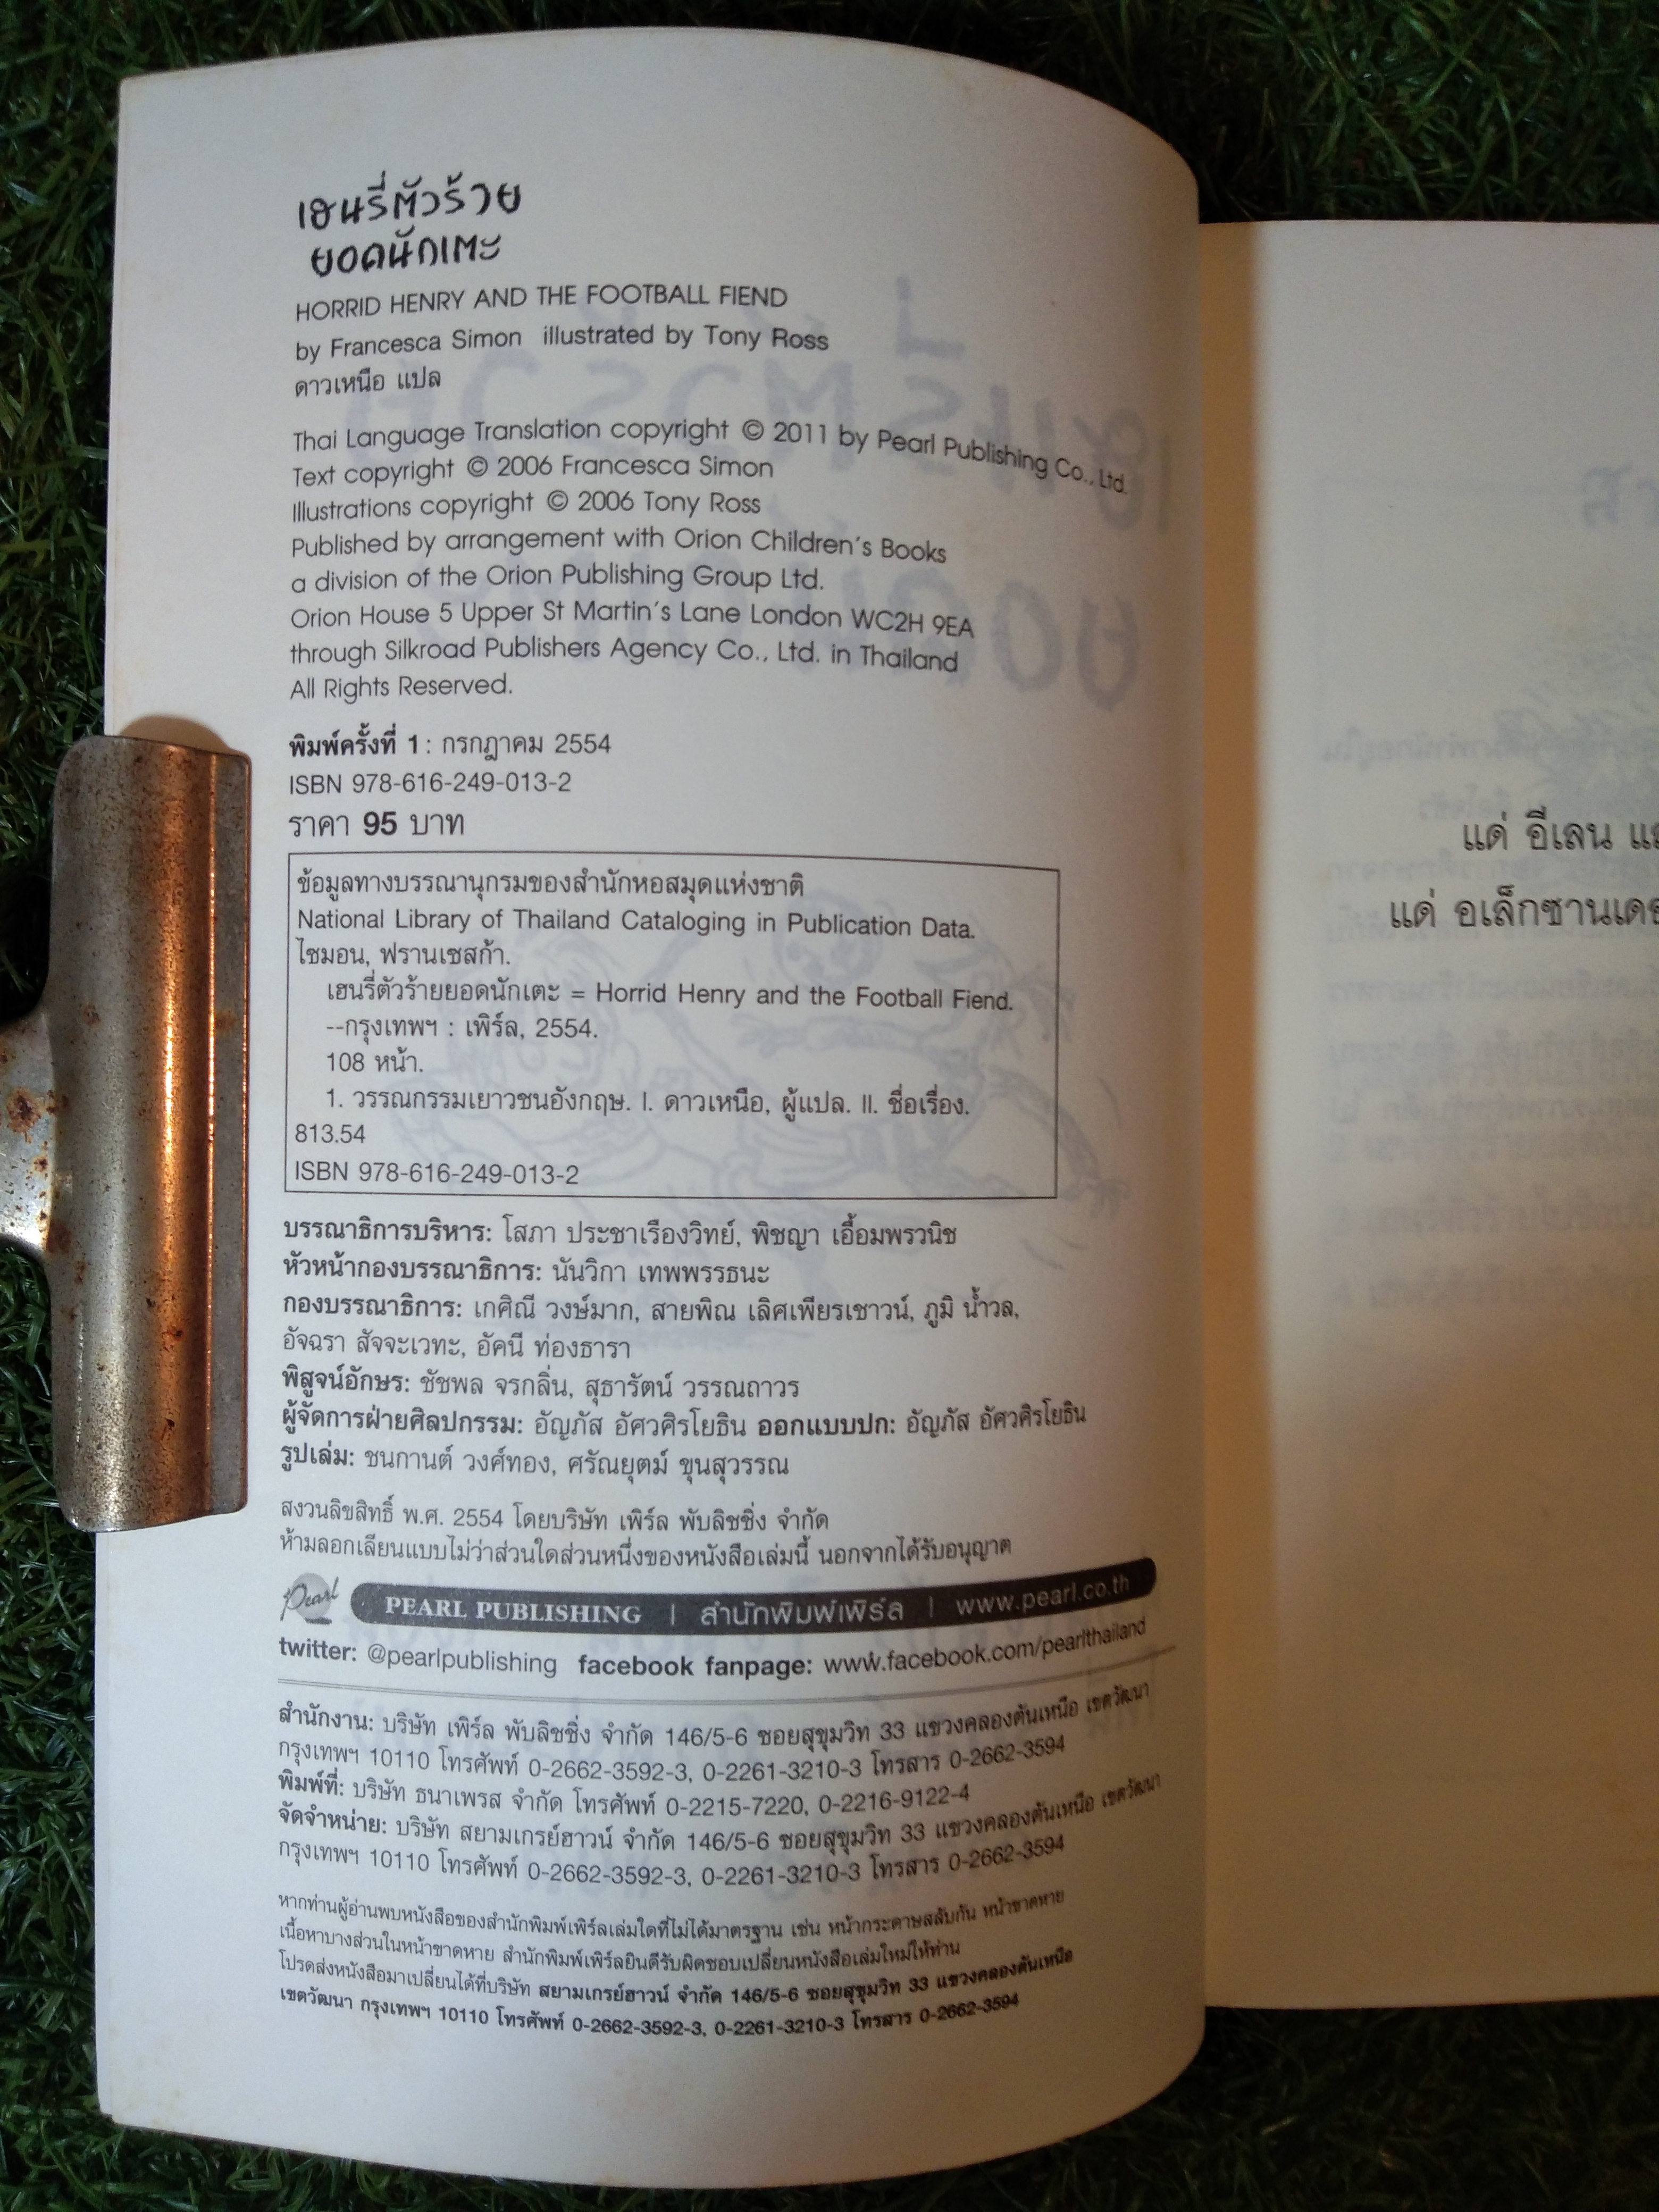 เฮนรี่ตัวร้าย
ยอดนักเตะ
HORRID HENRY AND THE FOOTBALL FIEND
by Francesca Simon illustrated by Tony Ross
ดาวเหนือ แปล
Thai Language Translation copyright © 2011 by Pearl Publishing Co., Ltd.
Text copyright © 2006 Francesca Simon
Illustrations copyright © 2006 Tony Ross
Published by arrangement with Orion Children's Books
a division of the Orion Publishing Group Ltd.
Orion House 5 Upper St Martin's Lane London WC2H 9EA
through Silkroad Publishers Agency Co., Ltd. in Thailand
All Rights Reserved.
พิมพ์ครั้งที่ 1 : กรกฎาคม 2554
ISBN 978-616-249-013-2
ราคา 95 บาท
ข้อมูลทางบรรณานุกรมของสำนักหอสมุดแห่งชาติ
National Library of Thailand Cataloging in Publication Data.
ไซมอน, ฟรานเชสก้า.
เฮนรี่ตัวร้ายยอดนักเตะ = Horrid Henry and the Football Fiend.
--กรุงเทพฯ : เพิร์ล, 2554.
108 หน้า.
1. วรรณกรรมเยาวชนอังกฤษ. I. ดาวเหนือ, ผู้แปล. II. ชื่อเรื่อง.
813.54
ISBN 978-616-249-013-2
บรรณาธิการบริหาร: โสภา ประชาเรืองวิทย์, พิชญา เอื้อมพรวนิช
หัวหน้ากองบรรณาธิการ: นันวิกา เทพพรรธนะ
กองบรรณาธิการ: เกศิณี วงษ์มาก, สายพิณ เลิศเพียรเชาวน์, ภูมิ น้ำวล,
อัจฉรา สัจจะเวทะ, อัคนี ท่องธารา
พิสูจน์อักษร: ชัชพล จรกลิ่น, สุธารัตน์ วรรณถาวร
ผู้จัดการฝ่ายศิลปกรรม: อัญภัส อัศวศิรโยธิน ออกแบบปก: อัญภัส อัศวศิรโยธิน
รูปเล่ม: ชนกานต์ วงศ์ทอง, ศรัณยุตม์ ขุนสุวรรณ
สงวนลิขสิทธิ์ พ.ศ. 2554 โดยบริษัท เพิร์ล พับลิชชิ่ง จำกัด
ห้ามลอกเลียนแบบไม่ว่าส่วนใดส่วนหนึ่งของหนังสือเล่มนี้ นอกจากได้รับอนุญาต
Pearl PEARL PUBLISHING | สำนักพิมพ์เพิร์ล | www.pearl.co.th
twitter: @pearlpublishing facebook fanpage: www.facebook.com/pearlthailand
สำนักงาน: บริษัท เพิร์ล พับลิชชิ่ง จำกัด 146/5-6 ซอยสุขุมวิท 33 แขวงคลองตันเหนือ เขตวัฒนา
กรุงเทพฯ 10110 โทรศัพท์ 0-2662-3592-3, 0-2261-3210-3 โทรสาร 0-2662-3594
พิมพ์ที่: บริษัท ธนาเพรส จำกัด โทรศัพท์ 0-2215-7220, 0-2216-9122-4
จัดจำหน่าย: บริษัท สยามเกรย์ฮาวน์ จำกัด 146/5-6 ซอยสุขุมวิท 33 แขวงคลองตันเหนือ เขตวัฒนา
กรุงเทพฯ 10110 โทรศัพท์ 0-2662-3592-3, 0-2261-3210-3 โทรสาร 0-2662-3594
หากท่านผู้อ่านพบหนังสือของสำนักพิมพ์เพิร์ลเล่มใดที่ไม่ได้มาตรฐาน เช่น หน้ากระดาษสลับกัน หน้าขาดหาย
เนื้อหาบางส่วนในหน้าขาดหาย สำนักพิมพ์เพิร์ลยินดีรับผิดชอบเปลี่ยนหนังสือเล่มใหม่ให้ท่าน
โปรดส่งหนังสือมาเปลี่ยนได้ที่บริษัท สยามเกรย์ฮาวน์ จำกัด 146/5-6 ซอยสุขุมวิท 33 แขวงคลองตันเหนือ
เขตวัฒนา กรุงเทพฯ 10110 โทรศัพท์ 0-2662-3592-3, 0-2261-3210-3 โทรสาร 0-2662-3594
แด่ อีเลน
แด่